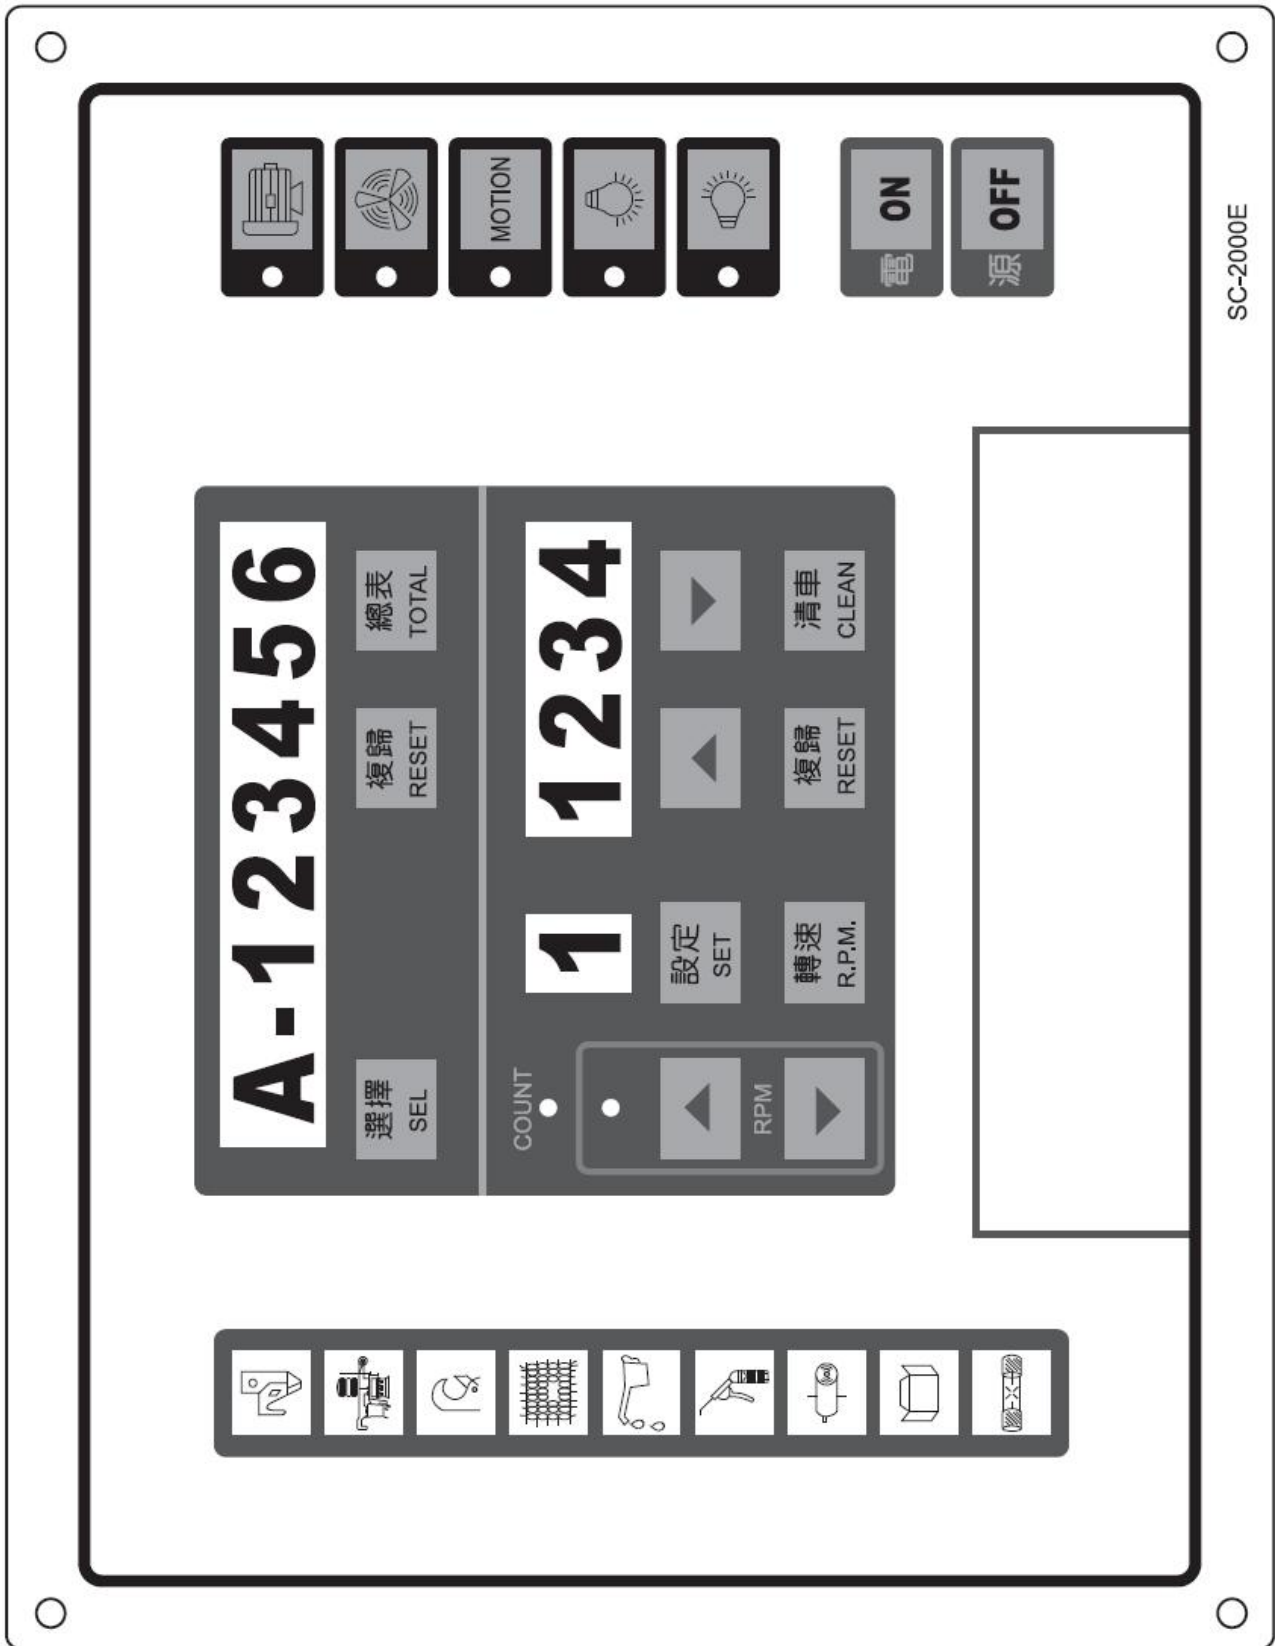 A-123456
選擇
SEL
複歸
RESET
總表
TOTAL
COUNT
1
1234
設定
SET
RPM
轉速
R.P.M.
複歸
RESET
清車
CLEAN
MOTION
電 ON
源 OFF
SC-2000E